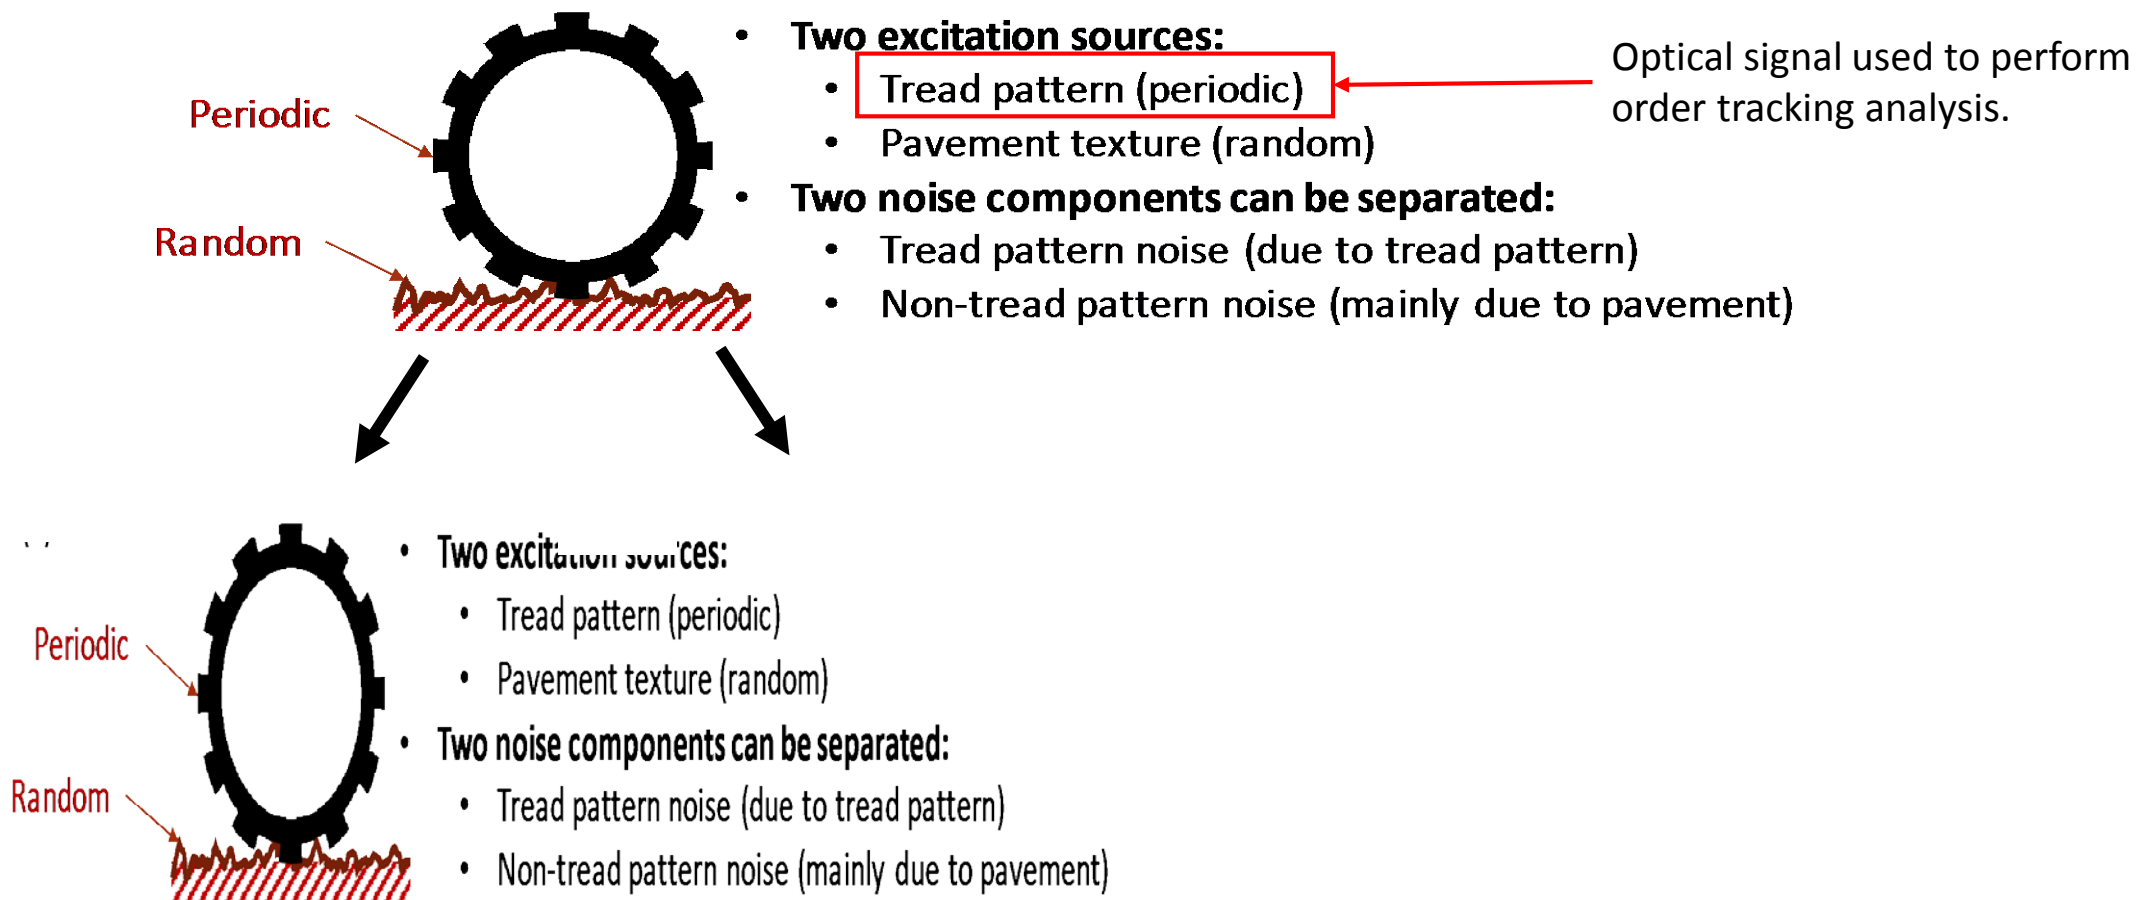 • Two excitation sources:
• Tread pattern (periodic)
• Pavement texture (random)
• Two noise components can be separated:
• Tread pattern noise (due to tread pattern)
• Non-tread pattern noise (mainly due to pavement)
Optical signal used to perform
order tracking analysis.
Periodic
Random
• Two excitation sources:
• Tread pattern (periodic)
• Pavement texture (random)
• Two noise components can be separated:
• Tread pattern noise (due to tread pattern)
• Non-tread pattern noise (mainly due to pavement)
Periodic
Random